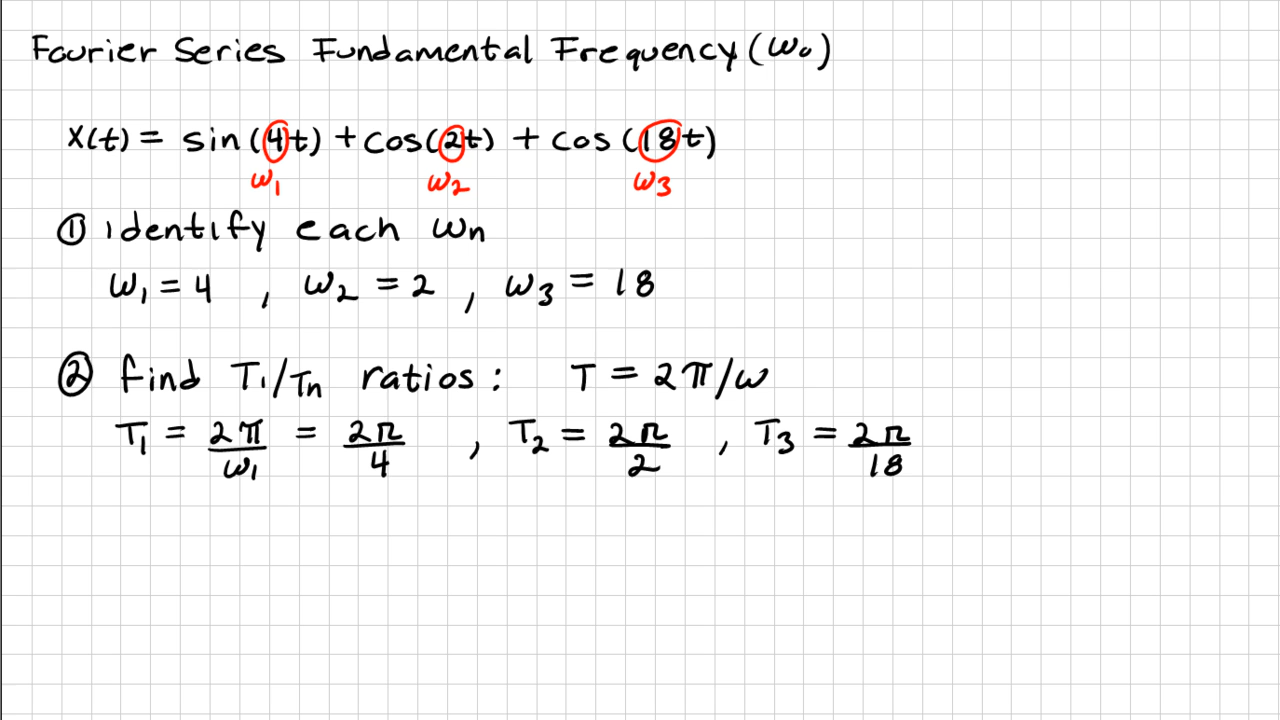 Fourier Series Fundamental Frequency (ω₀)
x(t) = sin(4t) + cos(2t) + cos(18t)
ω₁ ω₂ ω₃
① identify each ωn
ω₁ = 4 , ω₂ = 2 , ω₃ = 18
② find T₁/Tn ratios: T = 2π/ω
T₁ = 2π/ω₁ = 2π/4 , T₂ = 2π/2 , T₃ = 2π/18